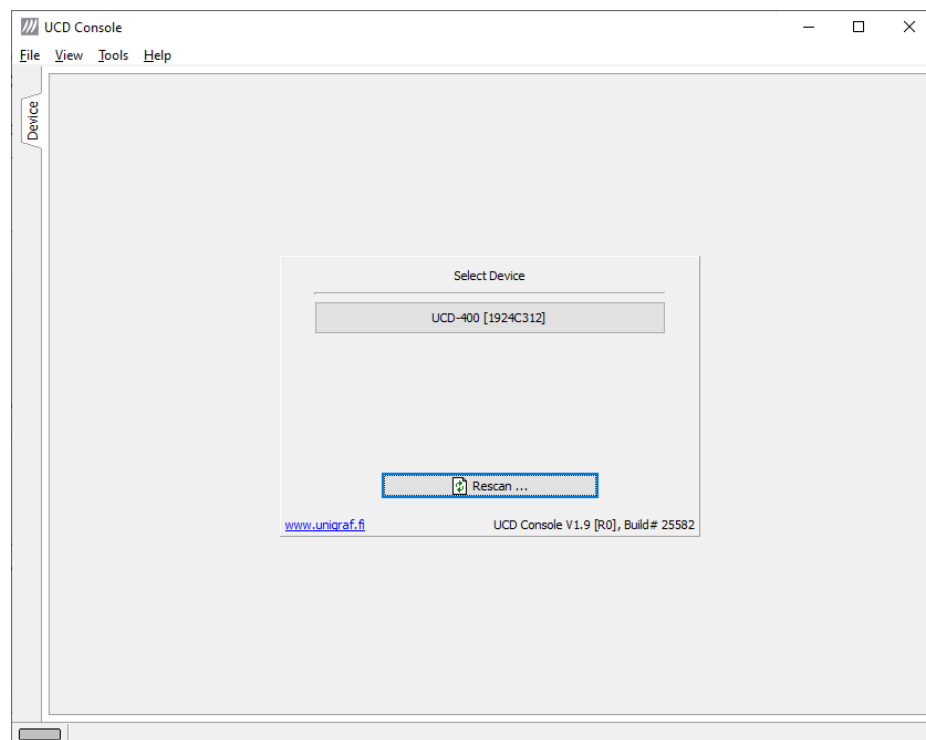 UCD Console
File View Tools Help
Device
Select Device
UCD-400 [1924C312]
Rescan ...
www.unigraf.fi UCD Console V1.9 [R0], Build# 25582